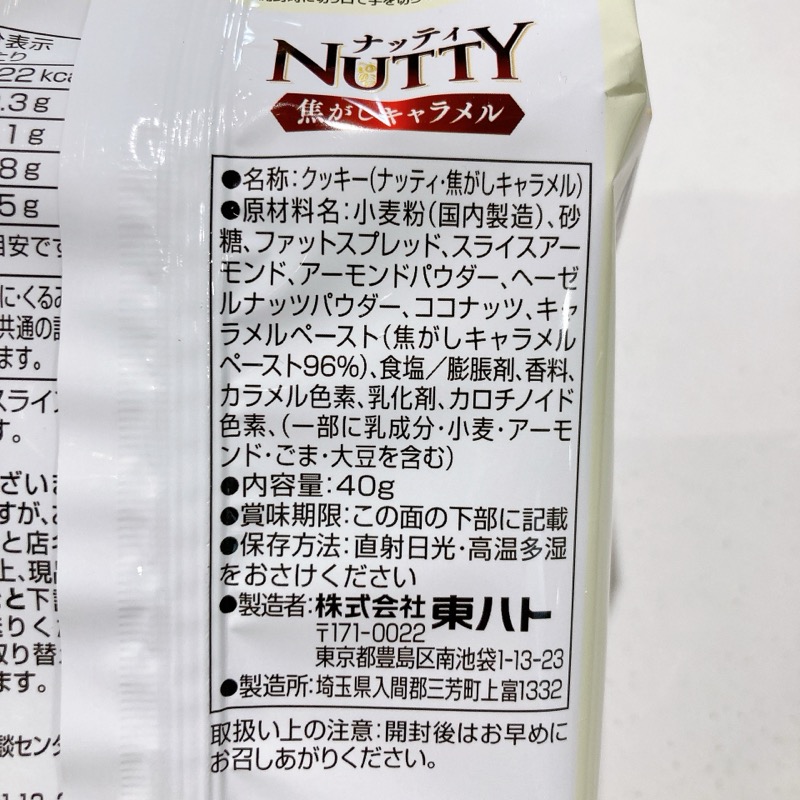 ナッティ
NUTTY
焦がしキャラメル
●名称:クッキー(ナッティ・焦がしキャラメル)
●原材料名:小麦粉(国内製造)、砂
糖、ファットスプレッド、スライスアー
モンド、アーモンドパウダー、ヘーゼ
ルナッツパウダー、ココナッツ、キャ
ラメルペースト(焦がしキャラメル
ペースト96%)、食塩/膨脹剤、香料、
カラメル色素、乳化剤、カロチノイド
色素、(一部に乳成分・小麦・アーモ
ンド・ごま・大豆を含む)
●内容量:40g
●賞味期限:この面の下部に記載
●保存方法:直射日光・高温多湿
をおさけください
●製造者:株式会社東ハト
〒171-0022
東京都豊島区南池袋1-13-23
●製造所:埼玉県入間郡三芳町上富1332
取扱い上の注意:開封後はお早めに
お召しあがりください。
表示
22 kc
.3g
1g
8g
5g
目安です
に・くるみ
共通の
ます。
スライ
す。
ざいま
すが、
と店
上、現
と下
りく
取り替
ます。
談センタ